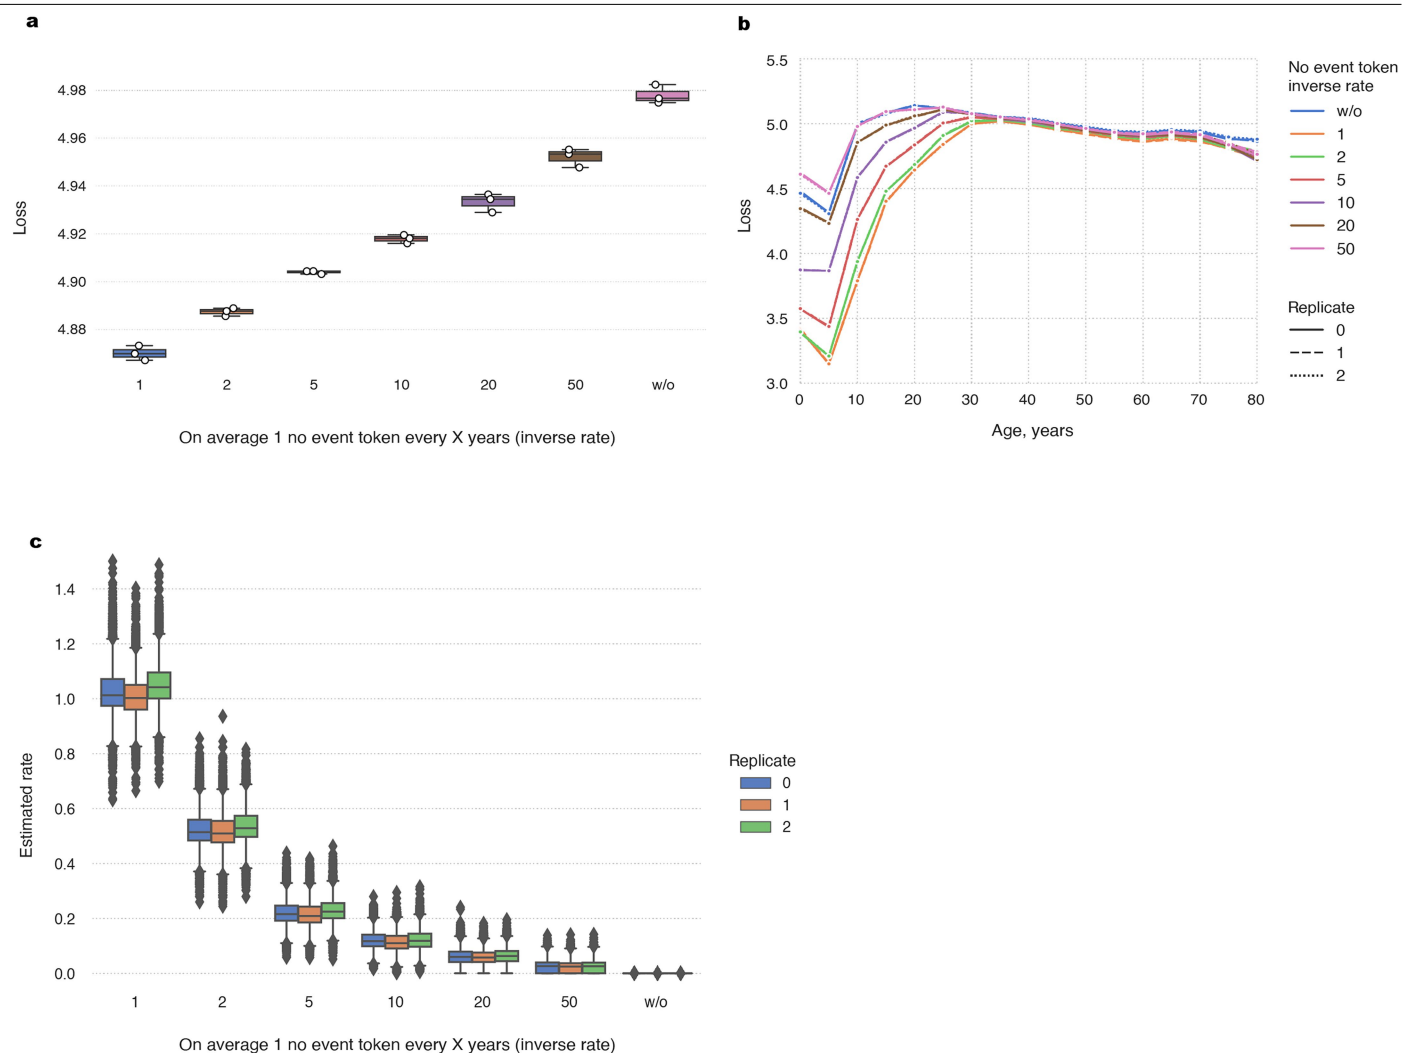 a
4.98
4.96
4.94
4.92
4.90
4.88
Loss
1 2 5 10 20 50 w/o
On average 1 no event token every X years (inverse rate)
b
5.5
5.0
4.5
4.0
3.5
3.0
Loss
0 10 20 30 40 50 60 70 80
Age, years
No event token
inverse rate
w/o
1
2
5
10
20
50
Replicate
0
1
2
c
1.4
1.2
1.0
0.8
0.6
0.4
0.2
0.0
Estimated rate
1 2 5 10 20 50 w/o
On average 1 no event token every X years (inverse rate)
Replicate
0
1
2